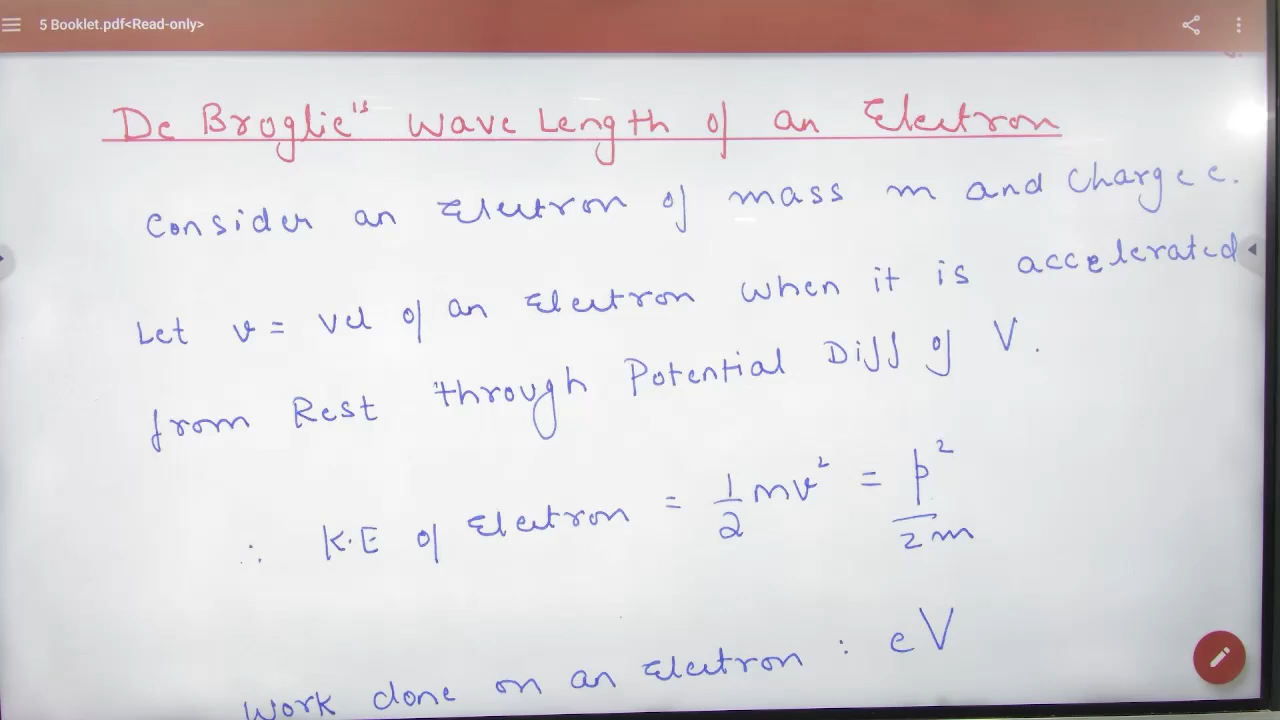 5 Booklet.pdf<Read-only>
De Broglie"s Wave Length of an Electron
Consider an Electron of mass m and Charge e.
Let v = vel of an Electron when it is accelerated
from Rest through Potential Diff of V.
∴ K.E of Electron = 1/2 mv² = p²/2m
Work done on an Electron : eV